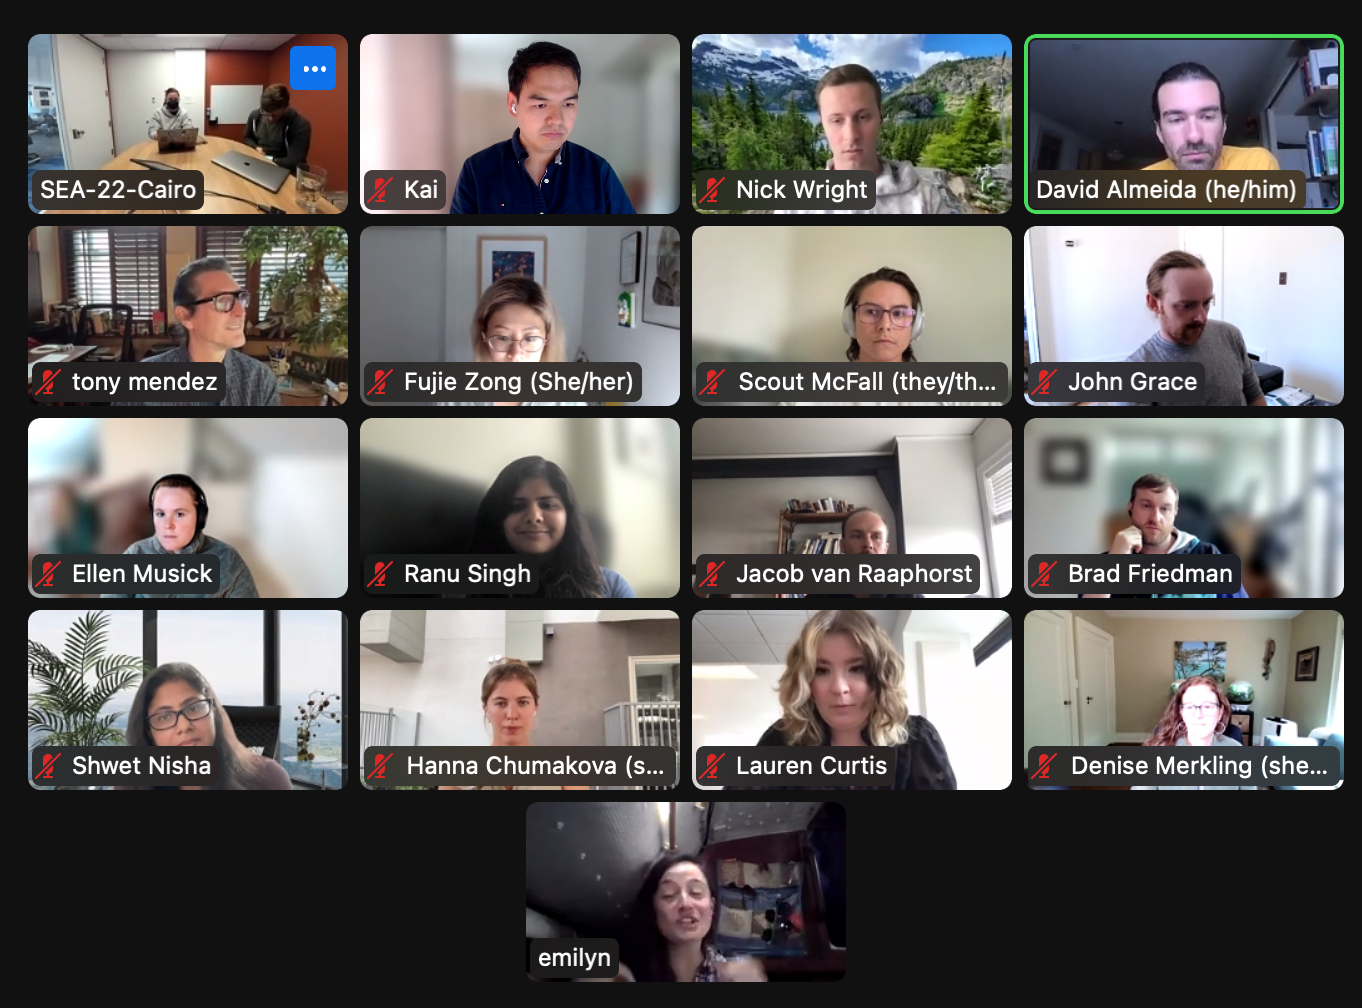 SEA-22-Cairo
Kai
Nick Wright
David Almeida (he/him)
tony mendez
Fujie Zong (She/her)
Scout McFall (they/th...
John Grace
Ellen Musick
Ranu Singh
Jacob van Raaphorst
Brad Friedman
Shwet Nisha
Hanna Chumakova (s...
Lauren Curtis
Denise Merkling (she...
emilyn